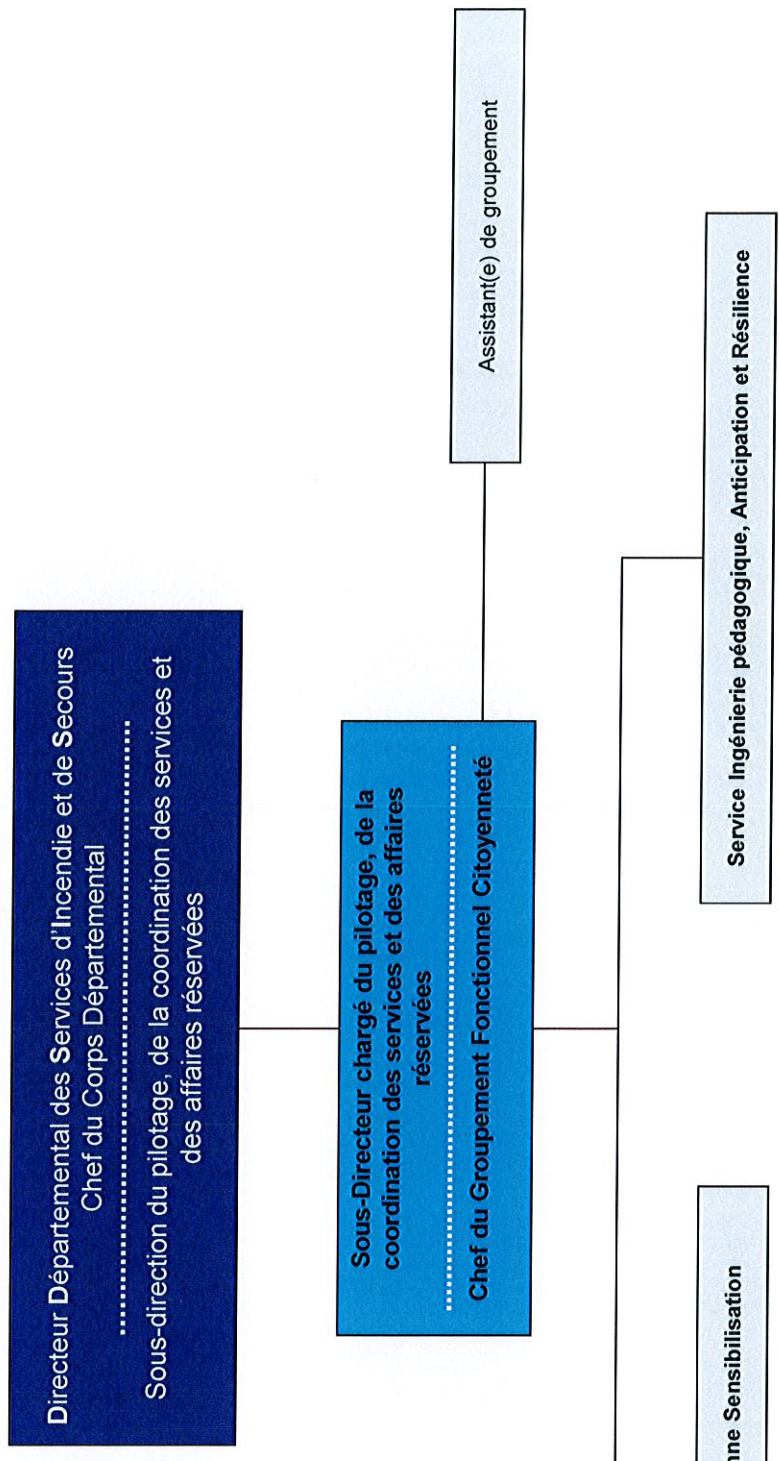 Directeur Départemental des Services d'Incendie et de Secours
Chef du Corps Départemental
Sous-direction du pilotage, de la coordination des services et
des affaires réservées
Sous-Directeur chargé du pilotage, de la
coordination des services et des affaires
réservées
Chef du Groupement Fonctionnel Citoyenneté
Assistant(e) de groupement
Sensibilisation
Service Ingénierie pédagogique, Anticipation et Résilience